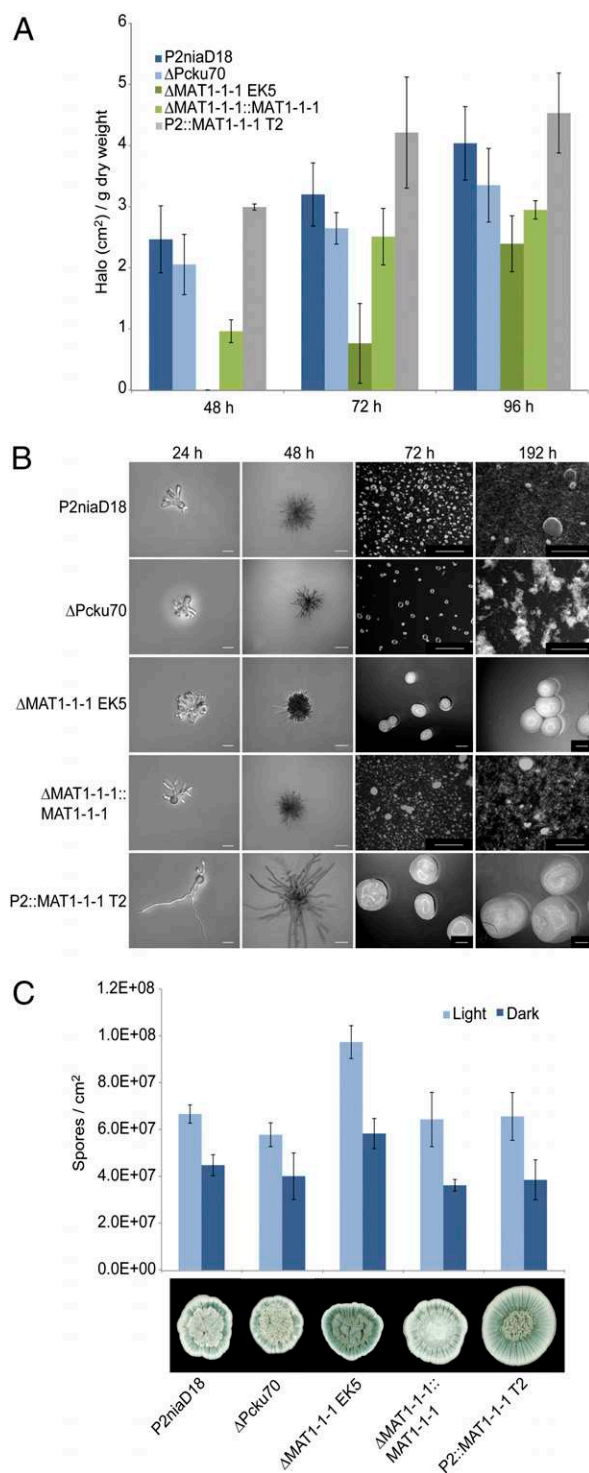 A
6
5
4
3
2
1
0
Halo (cm²) / g dry weight
P2niaD18
ΔPcku70
ΔMAT1-1-1 EK5
ΔMAT1-1-1::MAT1-1-1
P2::MAT1-1-1 T2
48 h
72 h
96 h
B
24 h
48 h
72 h
192 h
P2niaD18
ΔPcku70
ΔMAT1-1-1 EK5
ΔMAT1-1-1::
MAT1-1-1
P2::MAT1-1-1 T2
C
1.2E+08
1.0E+08
8.0E+07
6.0E+07
4.0E+07
2.0E+07
0.0E+00
Spores / cm²
Light
Dark
P2niaD18
ΔPcku70
ΔMAT1-1-1 EK5
ΔMAT1-1-1::
MAT1-1-1
P2::MAT1-1-1 T2